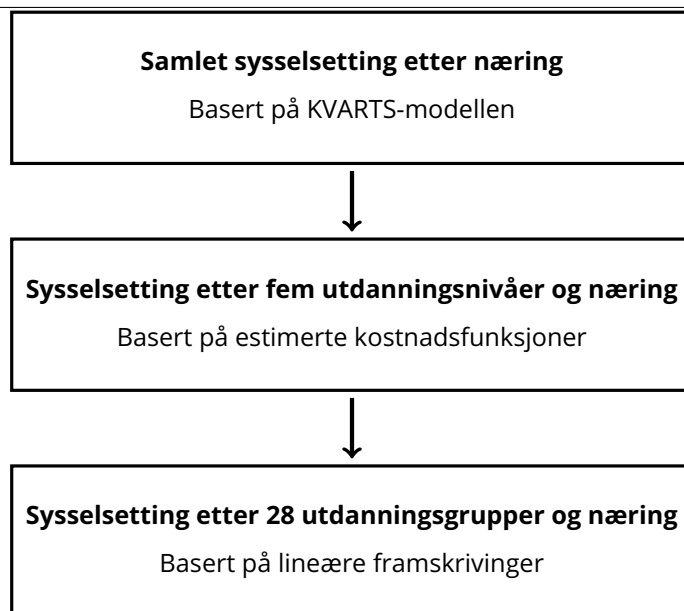 Samlet sysselsetting etter næring
Basert på KVARTS-modellen
Sysselsetting etter fem utdanningsnivåer og næring
Basert på estimerte kostnadsfunksjoner
Sysselsetting etter 28 utdanningsgrupper og næring
Basert på lineære framskrivinger